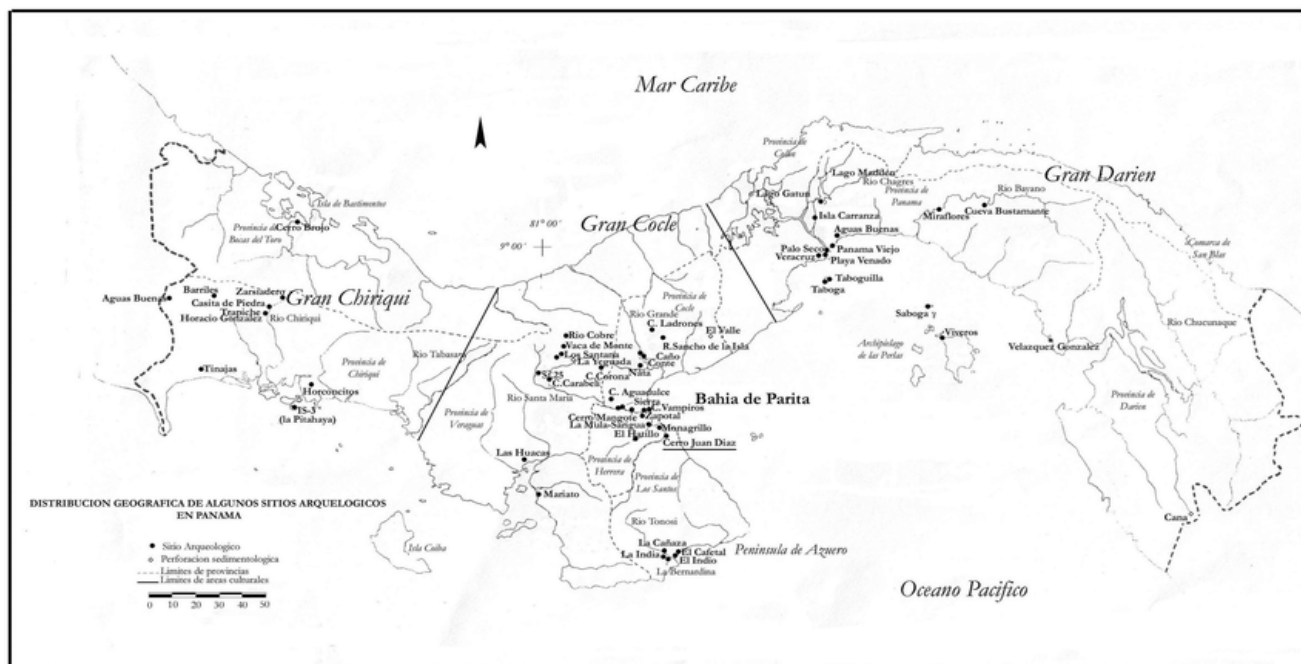 Mar Caribe
Gran Darien
Gran Cocle
Gran Chiriqui
Oceano Pacifico
Bahia de Parita
Peninsula de Azuero
81° 00´
9° 00´
Isla de Bastimentos
Provincia de
Bocas del Toro
Cerro Brujo
Aguas Buenas
Barriles
Zarsiadero
Casita de Piedra
Trapiche
Horacio Gonzalez
Rio Chiriqui
Tinajas
Horconcitos
IS-3
(la Pitahaya)
Provincia de
Chiriqui
Rio Tabasara
Provincia de
Veraguas
Rio Cobre
Vaca de Monte
Los Santana
La Yeguada
C. Corona
C. Carabali
Rio Santa Maria
Rio Grande
Provincia de
Cocle
C. Ladrones
El Valle
R.Sancho de la Isla
Caño
Conte
Nata
C. Aguadulce
Sierra
C. Vampiros
Cerro Mangote
Zapotal
La Mula-Sarigua
Monagrillo
El Hatillo
Cerro Juan Diaz
Provincia de
Herrera
Provincia de
Los Santos
Las Huacas
Mariato
Isla Coiba
Rio Tonosi
La Cañaza
La India
El Cafetal
El Indio
La Bernardina
Provincia de
Colon
Lago Gatun
Lago Madden
Rio Chagres
Provincia de
Panama
Isla Carranza
Aguas Buenas
Palo Seco
Panama Viejo
Veracruz
Playa Venado
Taboguilla
Taboga
Miraflores
Rio Bayano
Cueva Bustamante
Comarca de
San Blas
Saboga
Viveros
Archipielago
de las Perlas
Velazquez Gonzalez
Rio Chucunaque
Provincia de
Darien
Cana
DISTRIBUCION GEOGRAFICA DE ALGUNOS SITIOS ARQUELOGICOS
EN PANAMA
Sitio Arqueologico
Perforacion sedimentologica
Limites de provincias
Limites de areas culturales
0 10 20 30 40 50